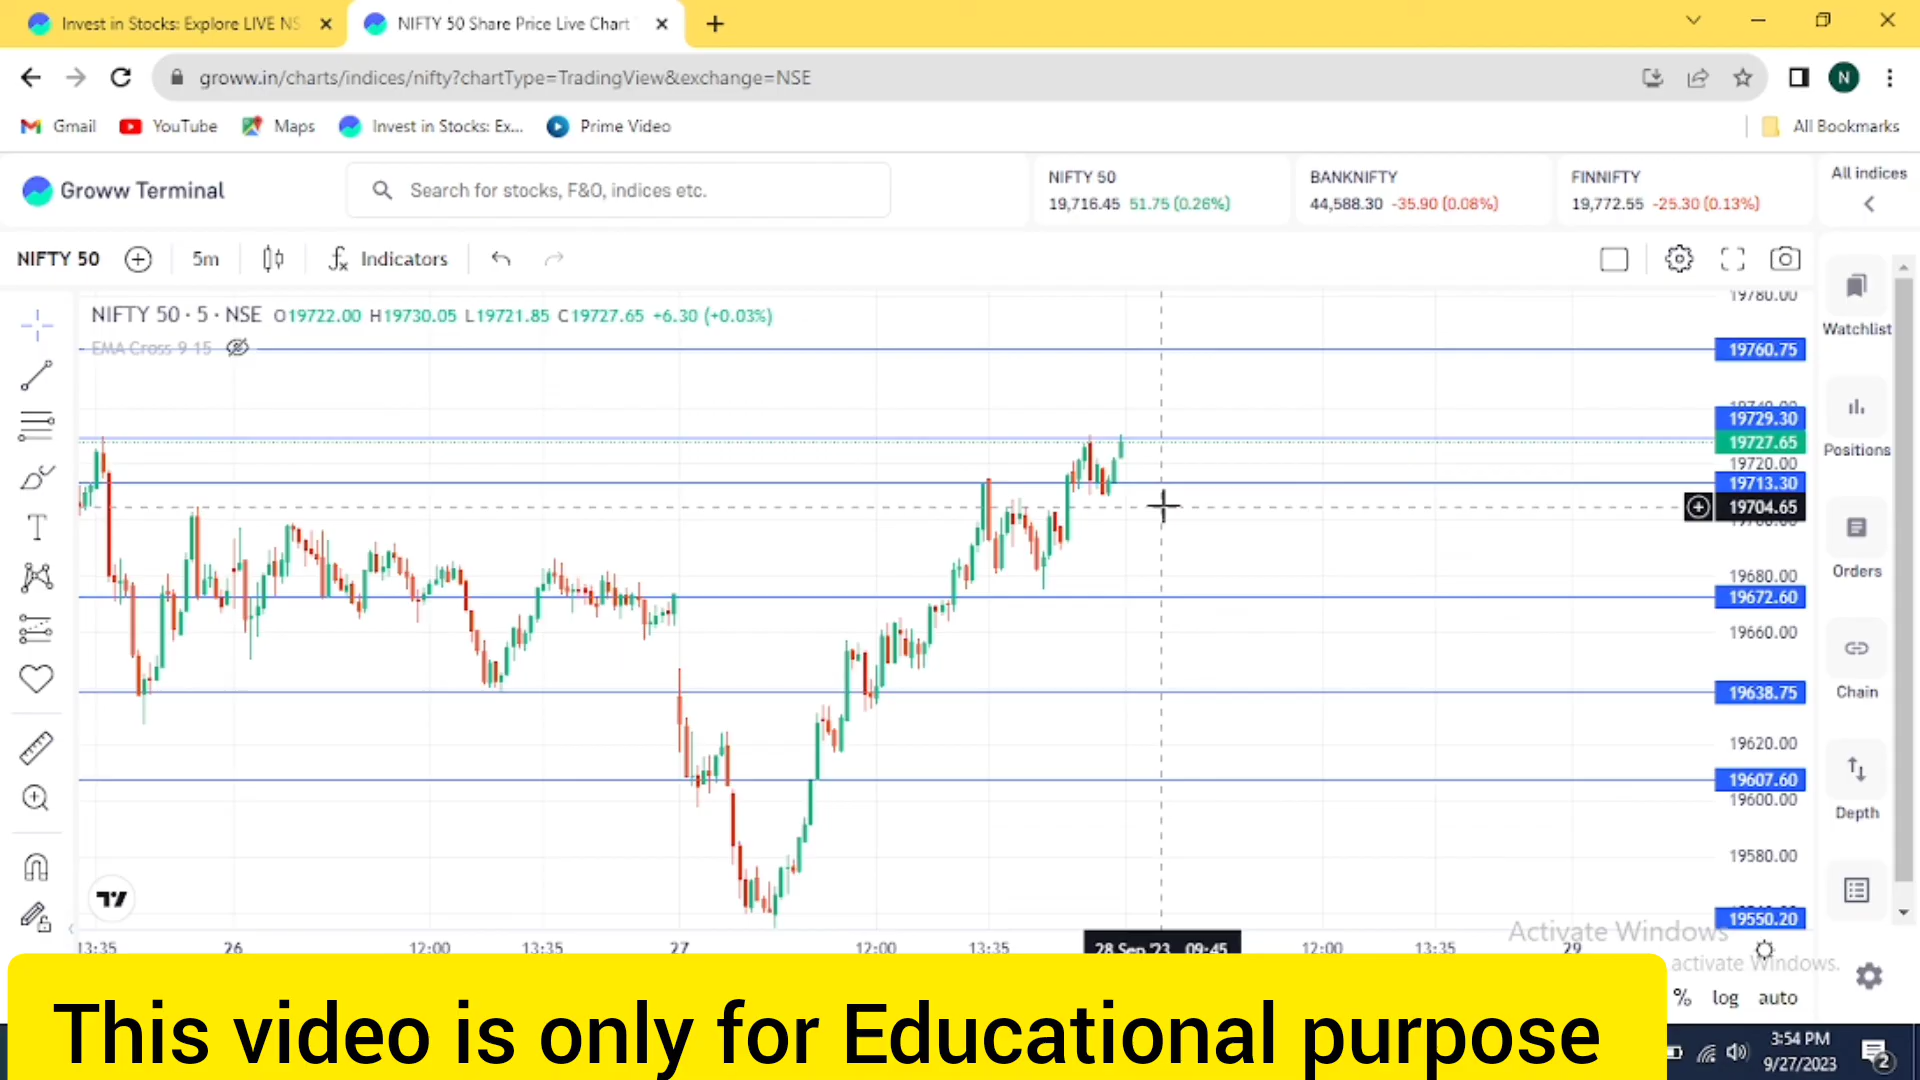 Invest in Stocks: Explore LIVE NS
NIFTY 50 Share Price Live Chart
groww.in/charts/indices/nifty?chartType=TradingView&exchange=NSE
N
Gmail
YouTube
Maps
Invest in Stocks: Ex...
Prime Video
All Bookmarks
Groww Terminal
Search for stocks, F&O, indices etc.
NIFTY 50
19,716.45 51.75 (0.26%)
BANKNIFTY
44,588.30 -35.90 (0.08%)
FINNIFTY
19,772.55 -25.30 (0.13%)
All indices
NIFTY 50
5m
Indicators
NIFTY 50 · 5 · NSE O19722.00 H19730.05 L19721.85 C19727.65 +6.30 (+0.03%)
EMA Cross 9 15
19780.00
19760.75
19729.30
19727.65
19720.00
19713.30
19704.65
19680.00
19672.60
19660.00
19638.75
19620.00
19607.60
19600.00
19580.00
19550.20
Watchlist
Positions
Orders
Chain
Depth
13:35 26 12:00 13:35 27 12:00 13:35 28 Sep '23 09:45 12:00 13:35 29
Activate Windows
activate Windows.
% log auto
This video is only for Educational purpose
3:54 PM
9/27/2023
2